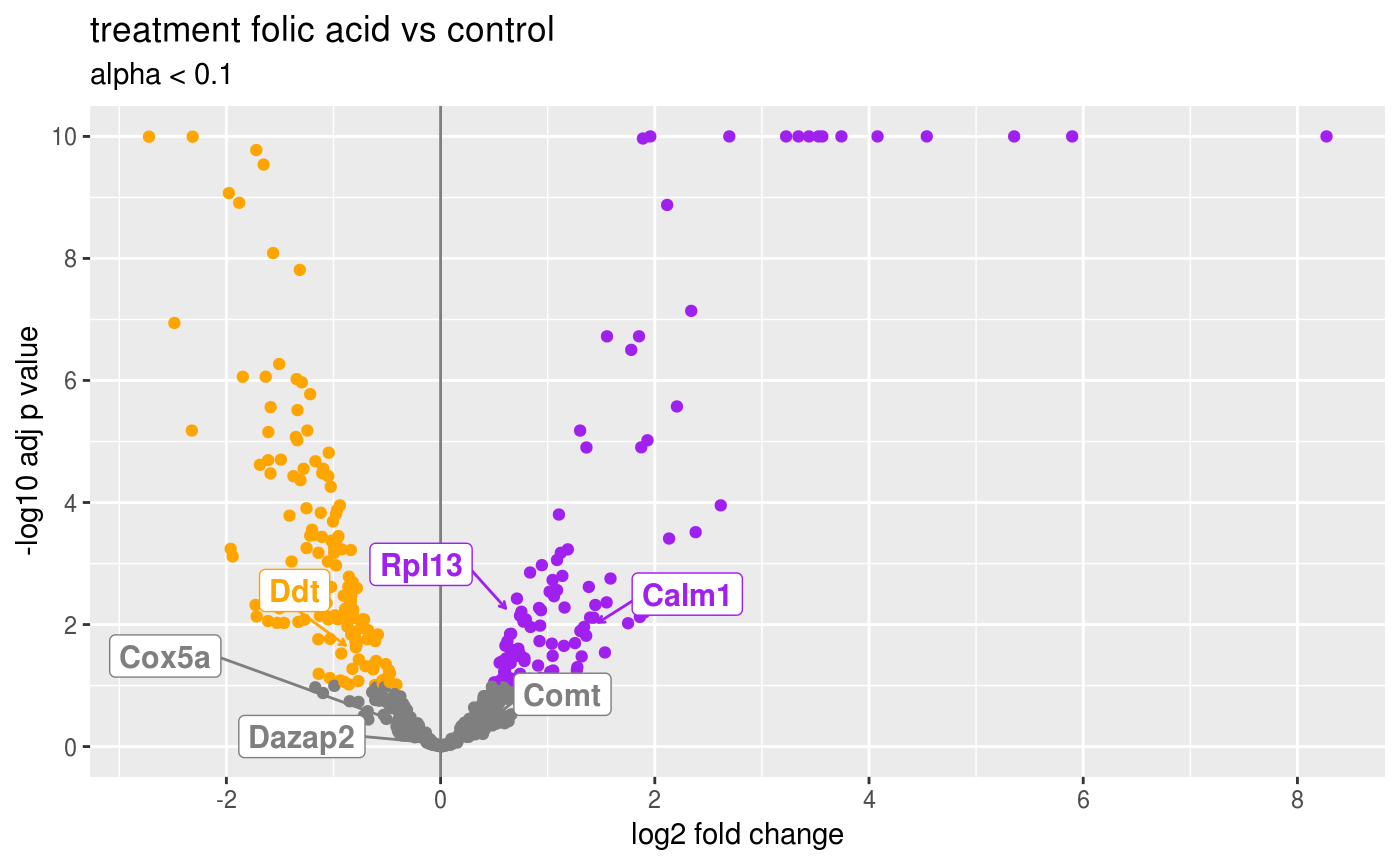 treatment folic acid vs control
alpha < 0.1
-log10 adj p value
10
8
6
4
2
0
Rpl13
Ddt
Calm1
Cox5a
Comt
Dazap2
-2
0
2
4
6
8
log2 fold change